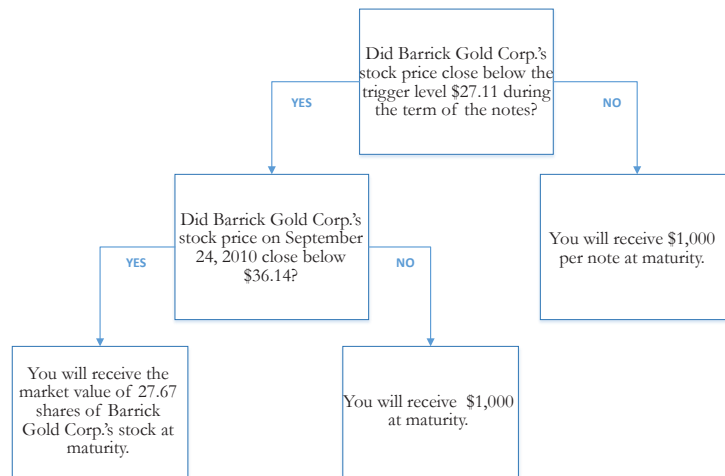 Did Barrick Gold Corp.'s
stock price close below the
trigger level $27.11 during
the term of the notes?
YES
NO
Did Barrick Gold Corp.'s
stock price on September
24, 2010 close below
$36.14?
You will receive $1,000
per note at maturity.
YES
NO
You will receive the
market value of 27.67
shares of Barrick
Gold Corp.'s stock at
maturity.
You will receive $1,000
at maturity.